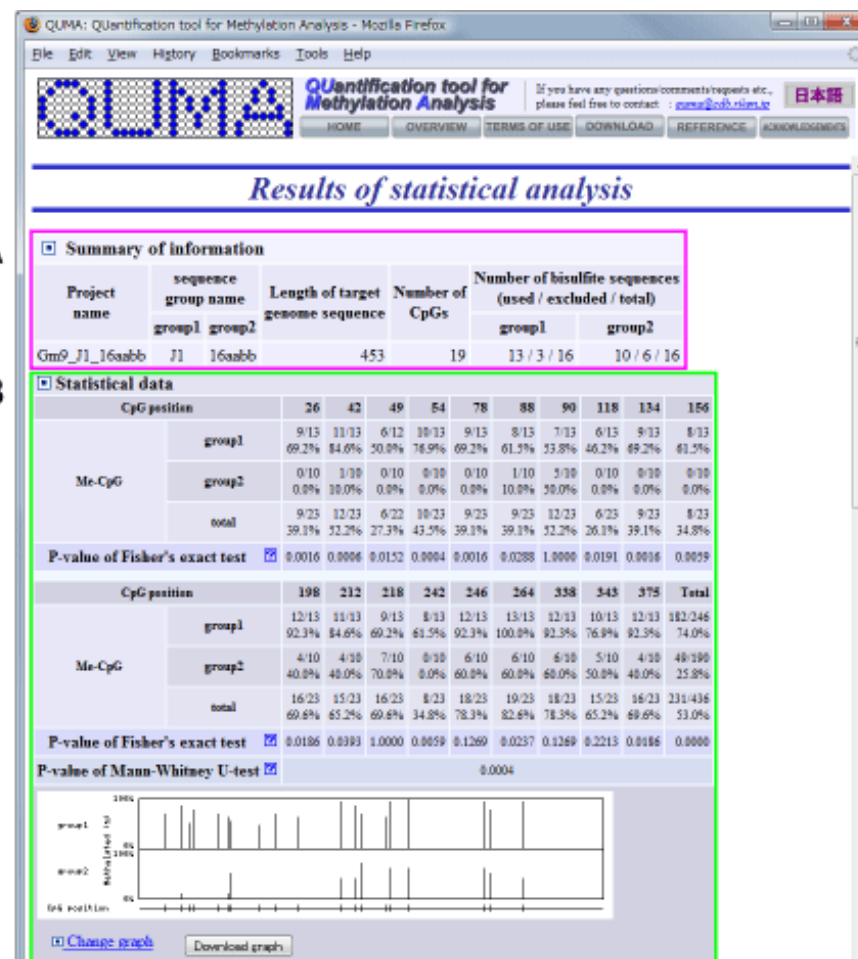 QUMA: QUantification tool for Methylation Analysis - Mozilla Firefox
File Edit View History Bookmarks Tools Help
QUMA
QUantification tool for
Methylation Analysis
If you have any questions/comments/requests etc.,
please feel free to contact :
日本語
HOME OVERVIEW TERMS OF USE DOWNLOAD REFERENCE ACKNOWLEDGEMENTS
Results of statistical analysis
Summary of information
Project name sequence group name Length of target genome sequence Number of CpGs Number of bisulfite sequences (used / excluded / total)
group1 group2 group1 group2
Gm9_J1_16aabb J1 16aabb 453 19 13 / 3 / 16 10 / 6 / 16
B
Statistical data
CpG position 26 42 49 54 78 88 90 118 134 156
Me-CpG
group1 9/13 11/13 6/12 10/13 9/13 8/13 7/13 6/13 9/13 8/13
69.2% 84.6% 50.0% 76.9% 69.2% 61.5% 53.8% 46.2% 69.2% 61.5%
group2 0/10 1/10 0/10 0/10 0/10 1/10 5/10 0/10 0/10 0/10
0.0% 10.0% 0.0% 0.0% 0.0% 10.0% 50.0% 0.0% 0.0% 0.0%
total 9/23 12/23 6/22 10/23 9/23 9/23 12/23 6/23 9/23 8/23
39.1% 52.2% 27.3% 43.5% 39.1% 39.1% 52.2% 26.1% 39.1% 34.8%
P-value of Fisher's exact test 0.0016 0.0006 0.0152 0.0004 0.0016 0.0288 1.0000 0.0191 0.0016 0.0059
CpG position 198 212 218 242 246 264 338 343 375 Total
Me-CpG
group1 12/13 11/13 9/13 8/13 12/13 13/13 12/13 10/13 12/13 182/246
92.3% 84.6% 69.2% 61.5% 92.3% 100.0% 92.3% 76.9% 92.3% 74.0%
group2 4/10 4/10 7/10 0/10 6/10 6/10 6/10 5/10 4/10 49/190
40.0% 40.0% 70.0% 0.0% 60.0% 60.0% 60.0% 50.0% 40.0% 25.8%
total 16/23 15/23 16/23 8/23 18/23 19/23 18/23 15/23 16/23 231/436
69.6% 65.2% 69.6% 34.8% 78.3% 82.6% 78.3% 65.2% 69.6% 53.0%
P-value of Fisher's exact test 0.0186 0.0393 1.0000 0.0059 0.1269 0.0237 0.1269 0.2213 0.0186 0.0000
P-value of Mann-Whitney U-test 0.0004
100%
group1
0%
100%
group2
0%
CpG position
Change graph Download graph